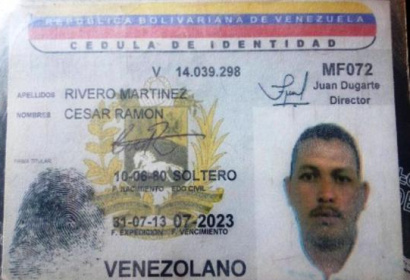 REPÚBLICA BOLIVARIANA DE VENEZUELA
CEDULA DE IDENTIDAD
V 14.039.298
MF072
Juan Dugarte
Director
APELLIDOS RIVERO MARTINEZ
NOMBRES CESAR RAMON
FIRMA TITULAR
10-06-80 SOLTERO
F. NACIMIENTO EDO CIVIL
31-07-13 07-2023
F. EXPEDICION F. VENCIMIENTO
VENEZOLANO